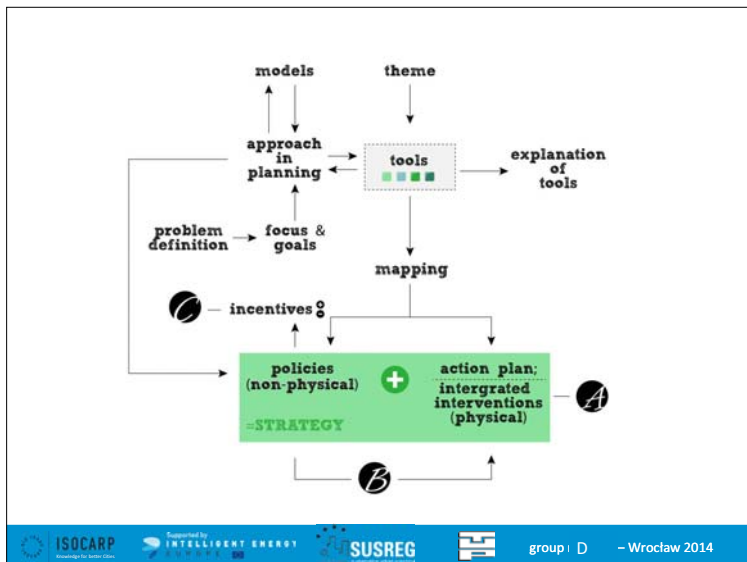 models
theme
approach
in
planning
tools
explanation
of
tools
problem
definition
focus &
goals
mapping
C
incentives
policies
(non-physical)
action plan;
intergrated
interventions
(physical)
=STRATEGY
A
B
ISOCARP
Knowledge for better Cities
Supported by
INTELLIGENT ENERGY
EUROPE
SUSREG
group D – Wrocław 2014